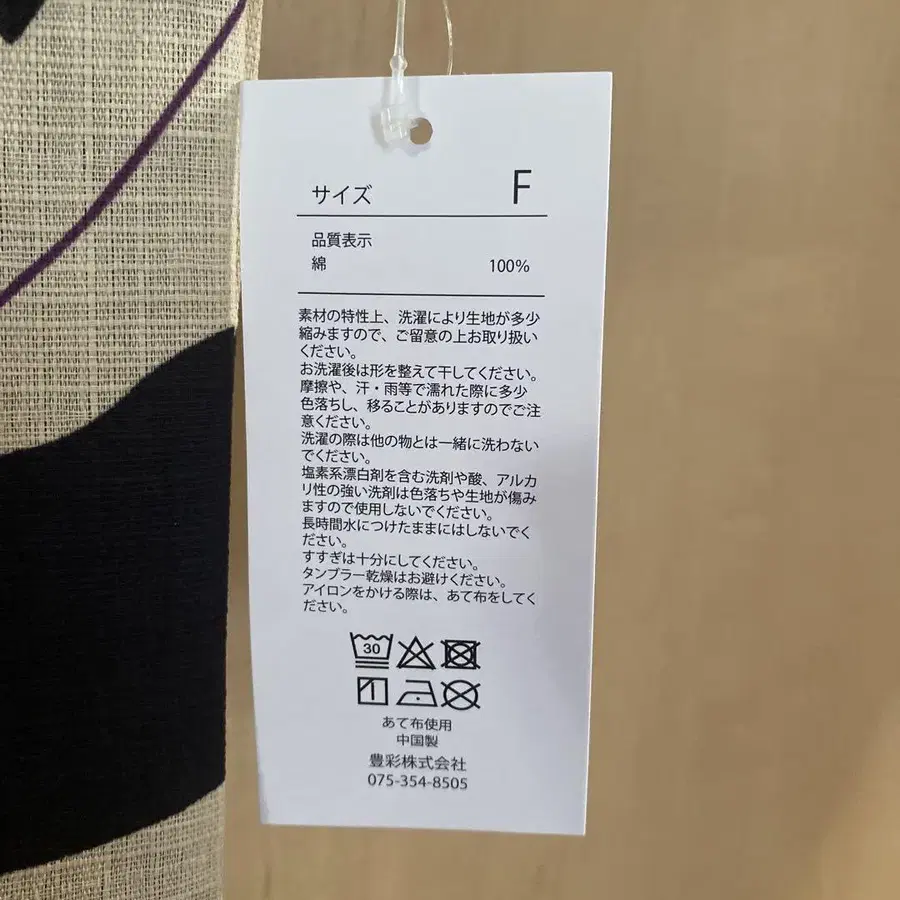 サイズ F
品質表示
綿 100%
素材の特性上、洗濯により生地が多少
縮みますので、ご留意の上お取り扱い
ください。
お洗濯後は形を整えて干してください。
摩擦や、汗・雨等で濡れた際に多少
色落ちし、移ることがありますのでご注
意ください。
洗濯の際は他の物とは一緒に洗わない
でください。
塩素系漂白剤を含む洗剤や酸、アルカ
リ性の強い洗剤は色落ちや生地が傷み
ますので使用しないでください。
長時間水につけたままにはしないでく
ださい。
すすぎは十分にしてください。
タンブラー乾燥はお避けください。
アイロンをかける際は、あて布をしてく
ださい。
30
あて布使用
中国製
豊彩株式会社
075-354-8505